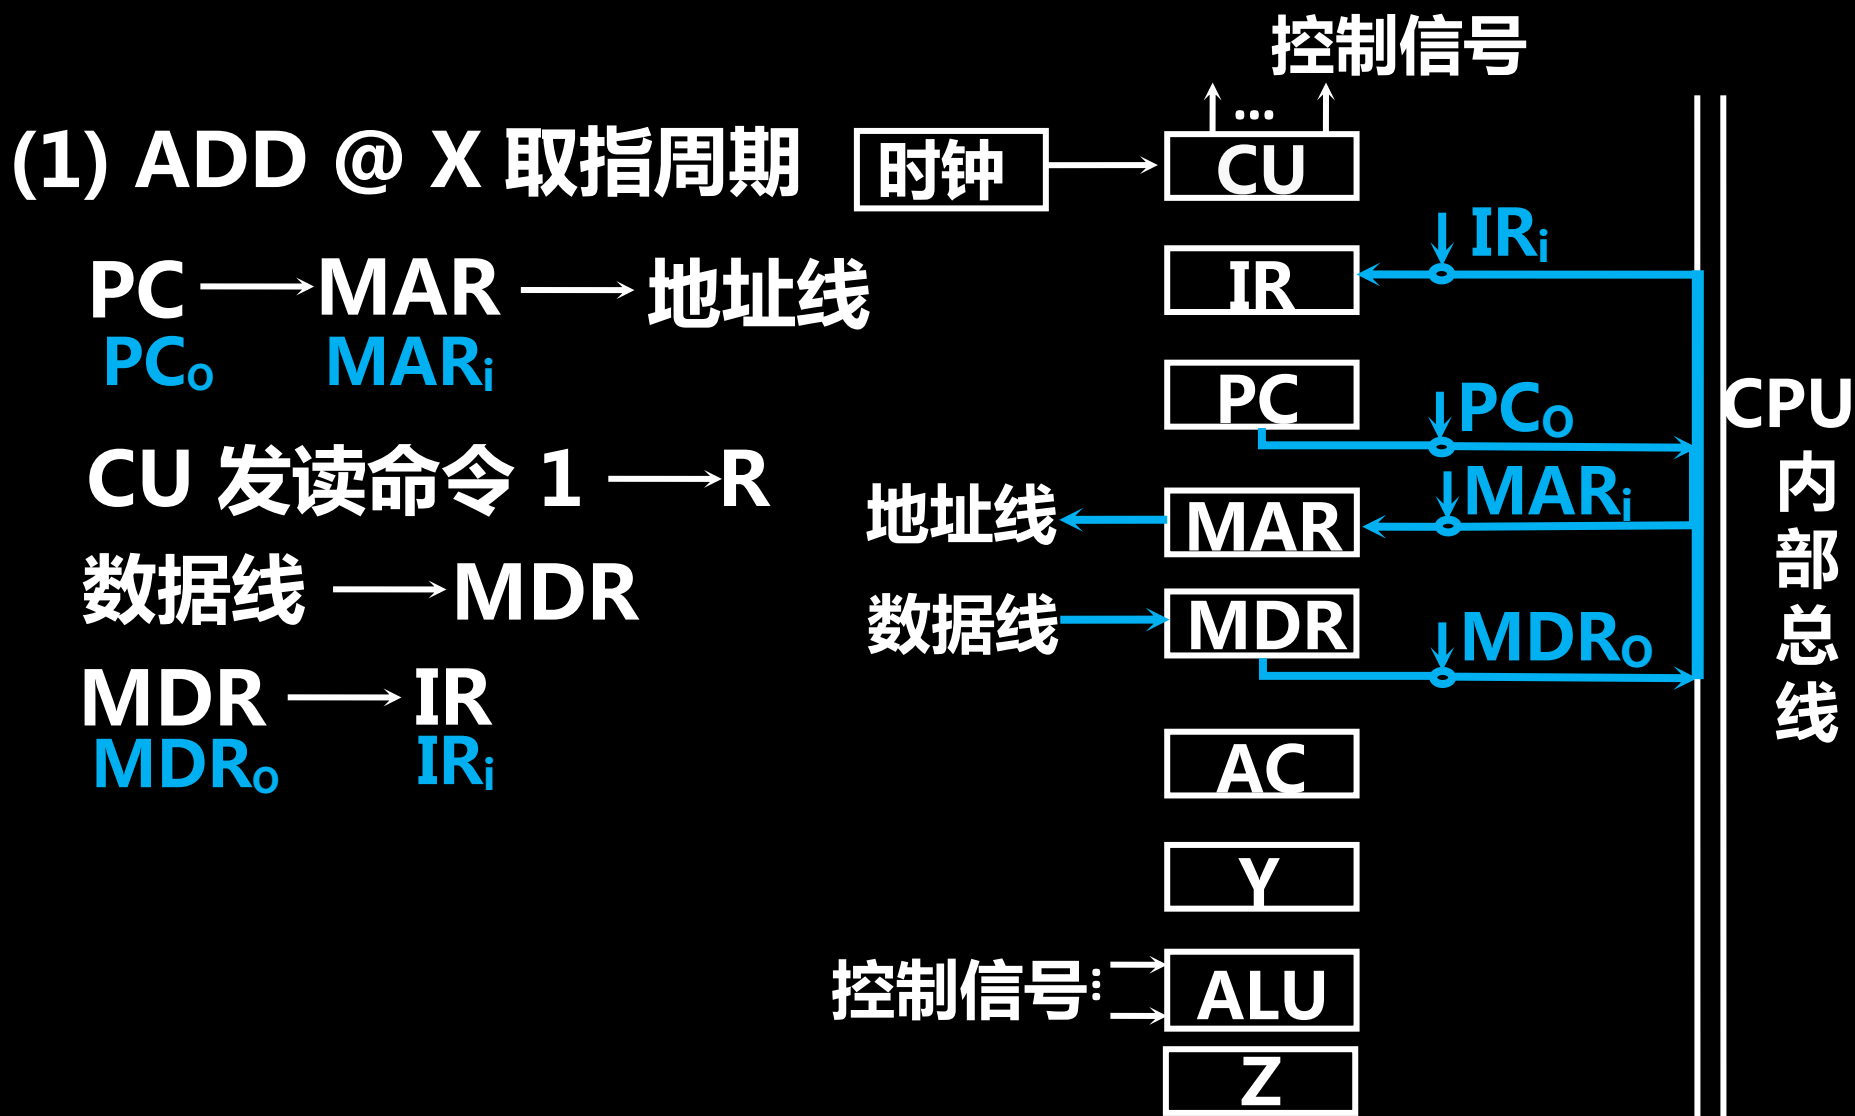 控制信号
...
(1) ADD @ X 取指周期
时钟
CU
IRi
PC MAR 地址线
IR
PCO MARi
PC
PCO
CPU内部总线
CU 发读命令 1 R
MARi
地址线
MAR
数据线 MDR
数据线
MDR
MDRO
MDR IR
MDRO IRi
AC
Y
控制信号...
ALU
Z